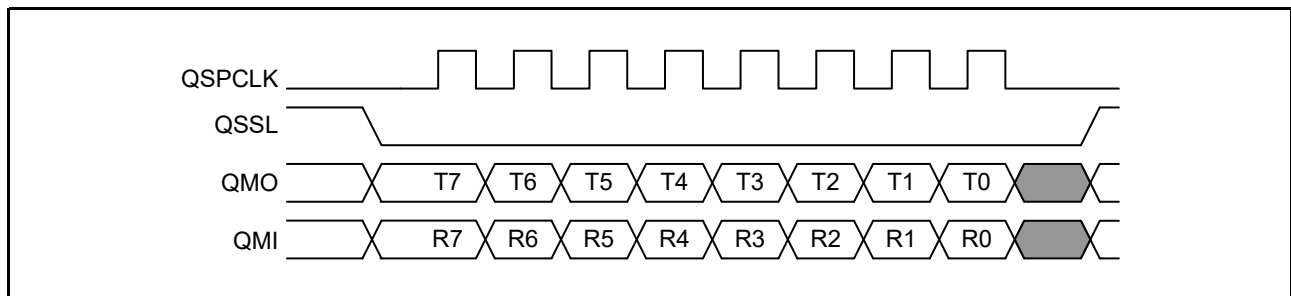 QSPCLK
QSSL
QMO T7 T6 T5 T4 T3 T2 T1 T0
QMI R7 R6 R5 R4 R3 R2 R1 R0